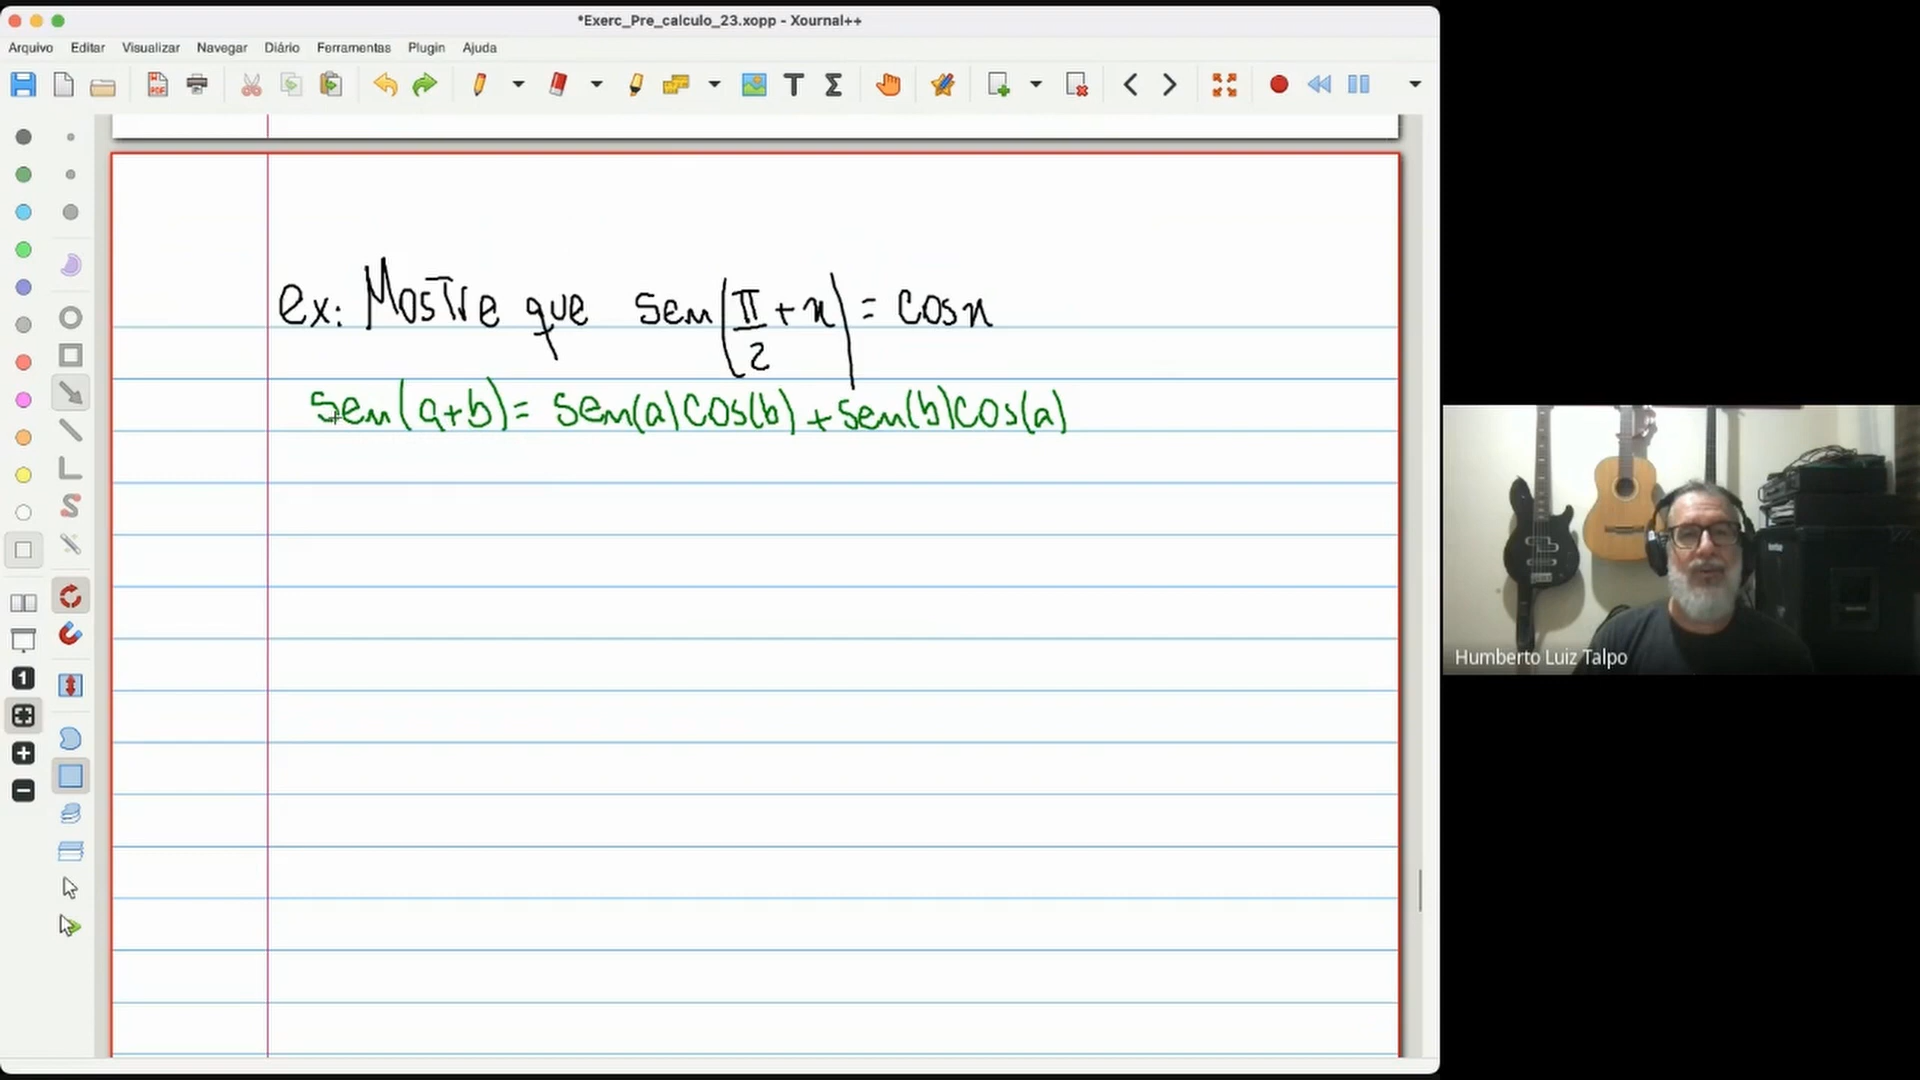 *Exerc_Pre_calculo_23.xopp - Xournal++
Arquivo Editar Visualizar Navegar Diário Ferramentas Plugin Ajuda
ex: Mostre que sen(π/2 + x) = cosx
sen(a+b) = sen(a)cos(b) + sen(b)cos(a)
Humberto Luiz Talpo